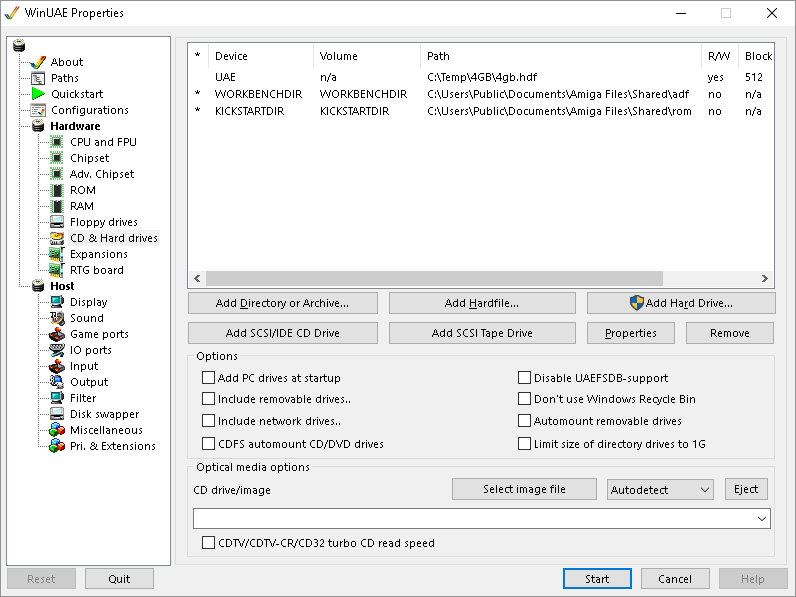 WinUAE Properties
About
Paths
Quickstart
Configurations
Hardware
CPU and FPU
Chipset
Adv. Chipset
ROM
RAM
Floppy drives
CD & Hard drives
Expansions
RTG board
Host
Display
Sound
Game ports
IO ports
Input
Output
Filter
Disk swapper
Miscellaneous
Pri. & Extensions
* Device Volume Path R/W Block
UAE n/a C:\Temp\4GB\4gb.hdf yes 512
* WORKBENCHDIR WORKBENCHDIR C:\Users\Public\Documents\Amiga Files\Shared\adf no n/a
* KICKSTARTDIR KICKSTARTDIR C:\Users\Public\Documents\Amiga Files\Shared\rom no n/a
Add Directory or Archive... Add Hardfile... Add Hard Drive...
Add SCSI/IDE CD Drive Add SCSI Tape Drive Properties Remove
Options
Add PC drives at startup Disable UAEFSDB-support
Include removable drives.. Don't use Windows Recycle Bin
Include network drives.. Automount removable drives
CDFS automount CD/DVD drives Limit size of directory drives to 1G
Optical media options
CD drive/image Select image file Autodetect Eject
CDTV/CDTV-CR/CD32 turbo CD read speed
Reset Quit Start Cancel Help